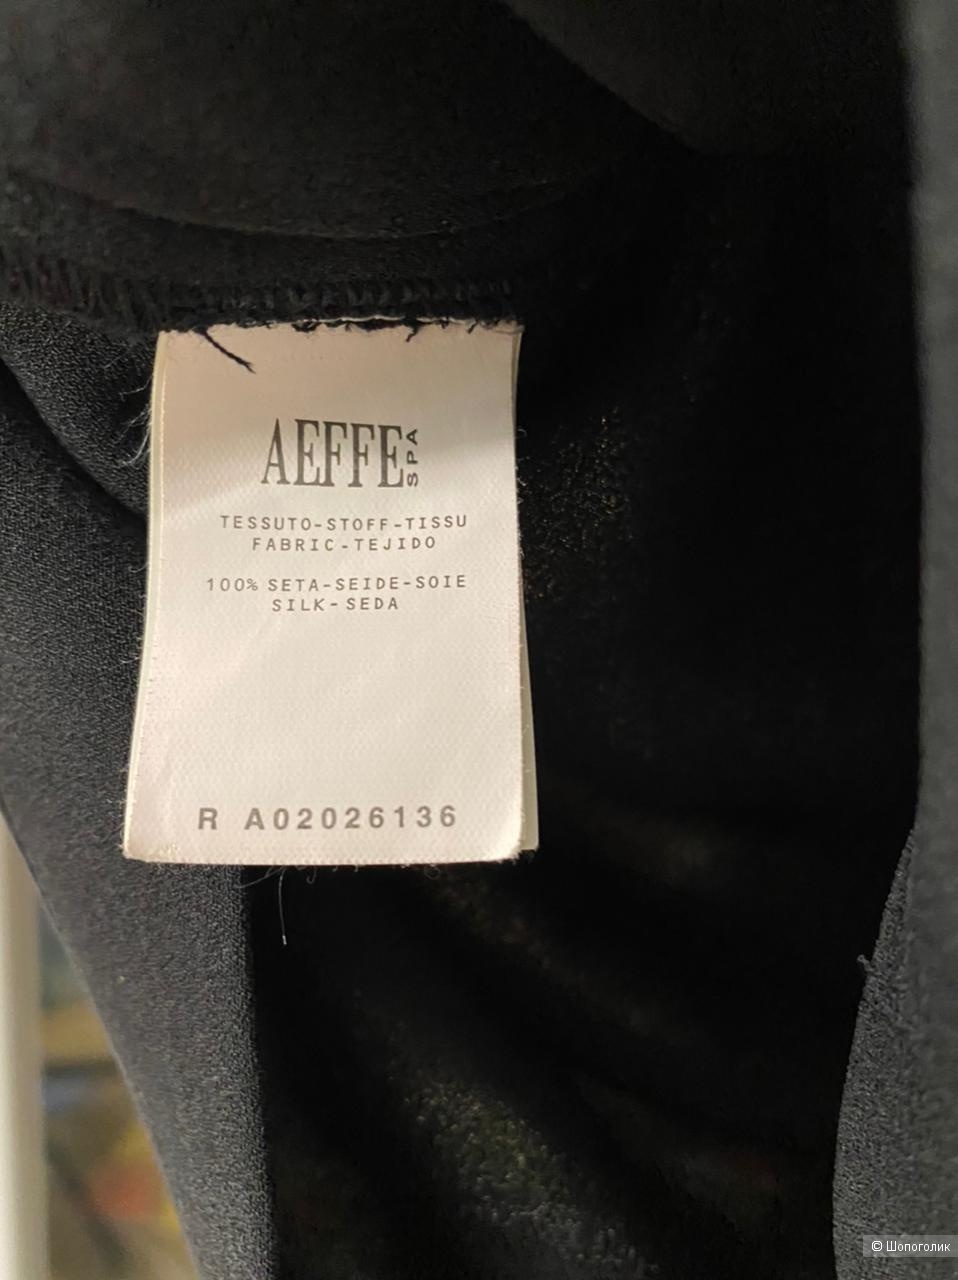 AEFFE SPA
TESSUTO-STOFF-TISSU
FABRIC-TEJIDO
100% SETA-SEIDE-SOIE
SILK-SEDA
R A02026136
© Шопоголик